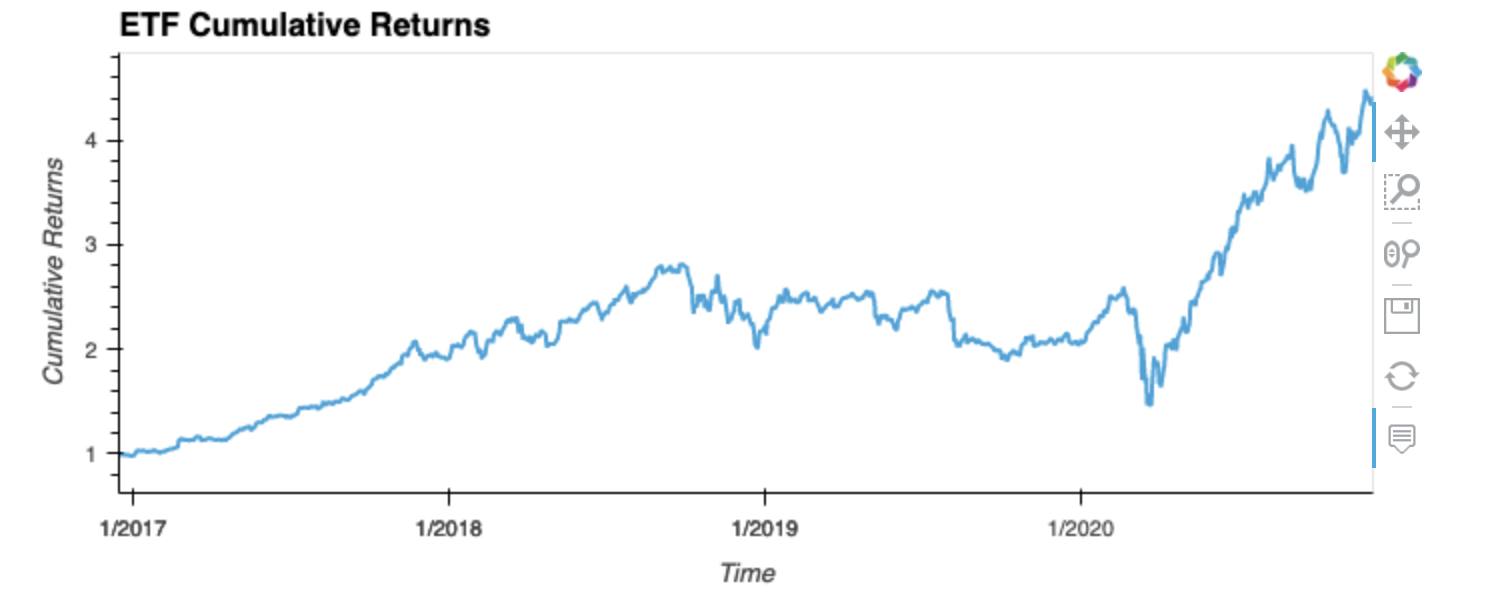 ETF Cumulative Returns
4
3
2
1
Cumulative Returns
1/2017 1/2018 1/2019 1/2020
Time